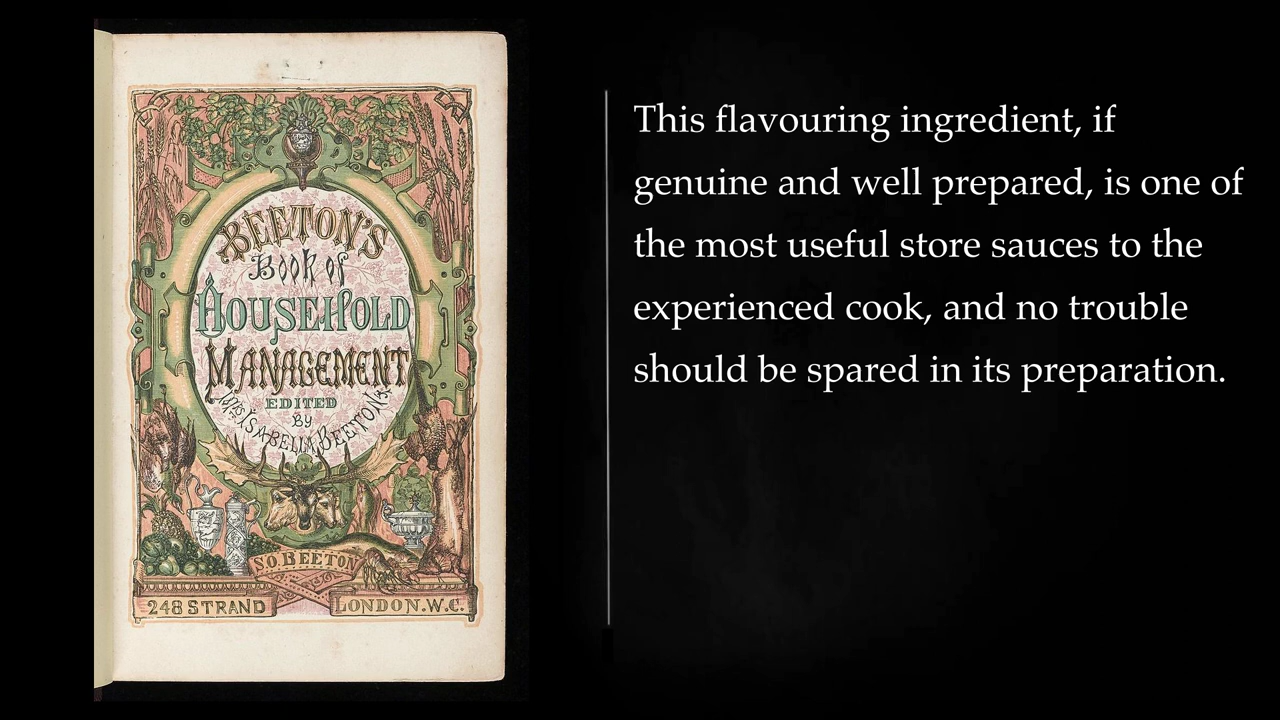 BEETON'S
Book of
HOUSEHOLD
MANAGEMENT
EDITED
BY
MRS ISABELLA BEETON.
S.O. BEETON
248 STRAND
LONDON. W.C.
This flavouring ingredient, if
genuine and well prepared, is one of
the most useful store sauces to the
experienced cook, and no trouble
should be spared in its preparation.